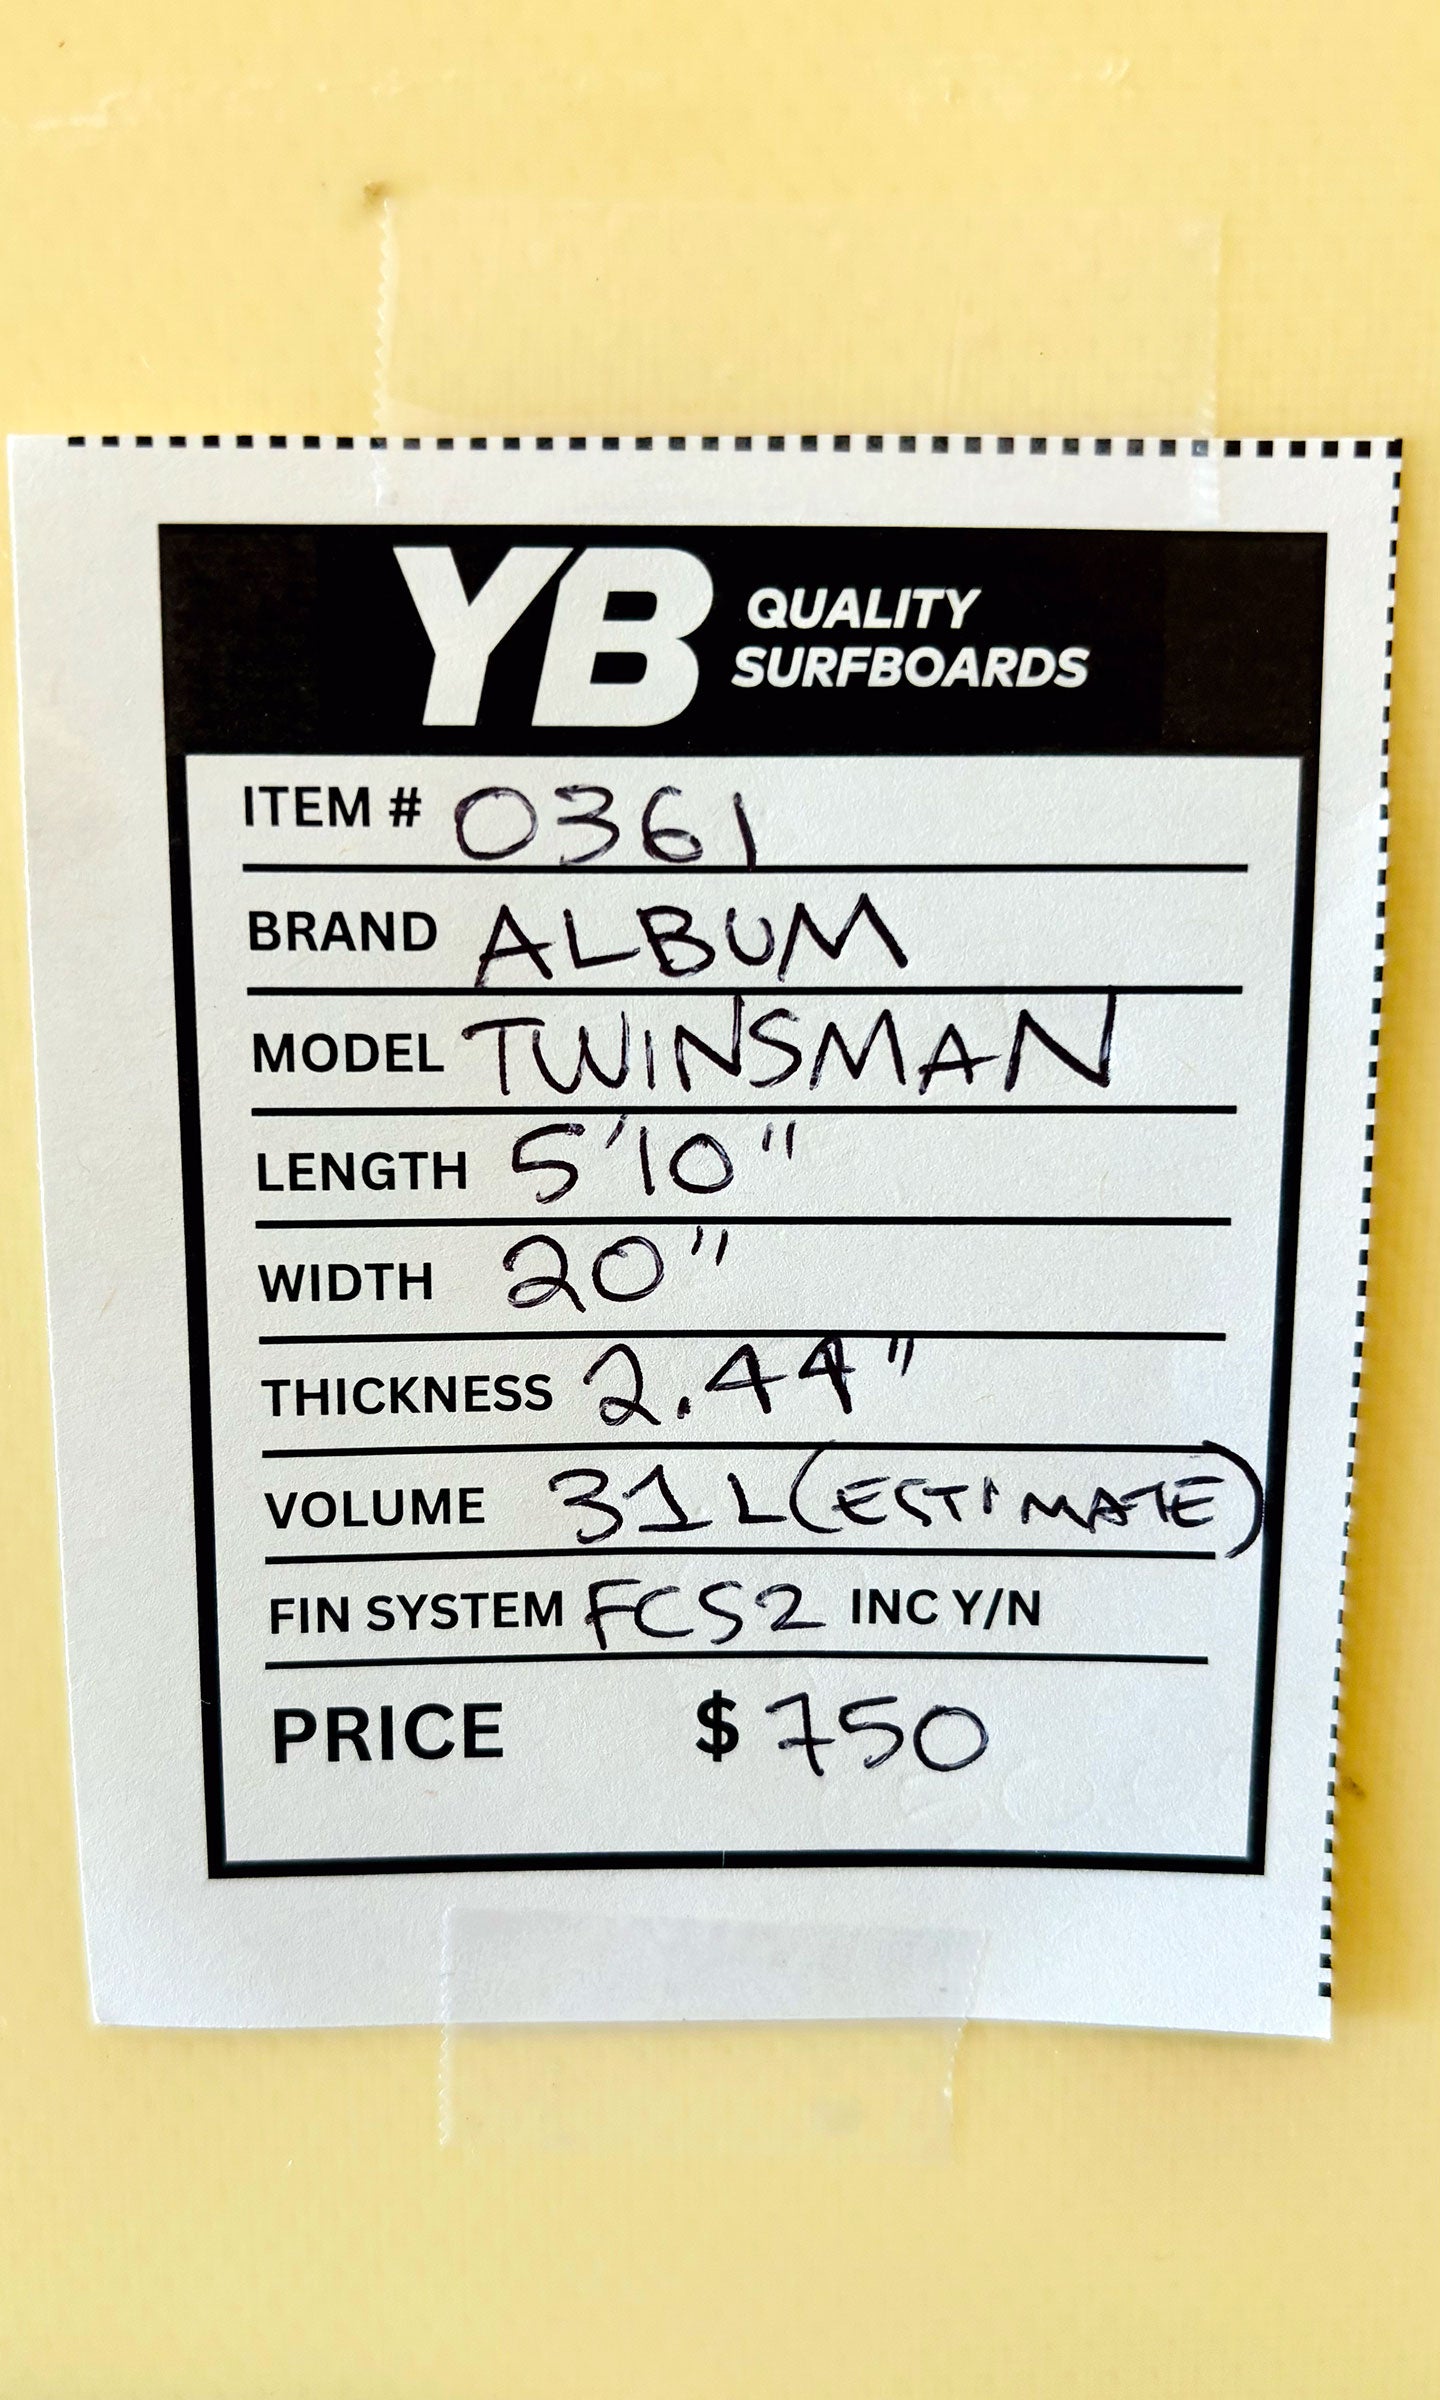 YB QUALITY
SURFBOARDS
ITEM # 0361
BRAND ALBUM
MODEL TWINSMAN
LENGTH 5'10"
WIDTH 20"
THICKNESS 2.44"
VOLUME 31L (ESTIMATE)
FIN SYSTEM FCS2 INC Y/N
PRICE $750